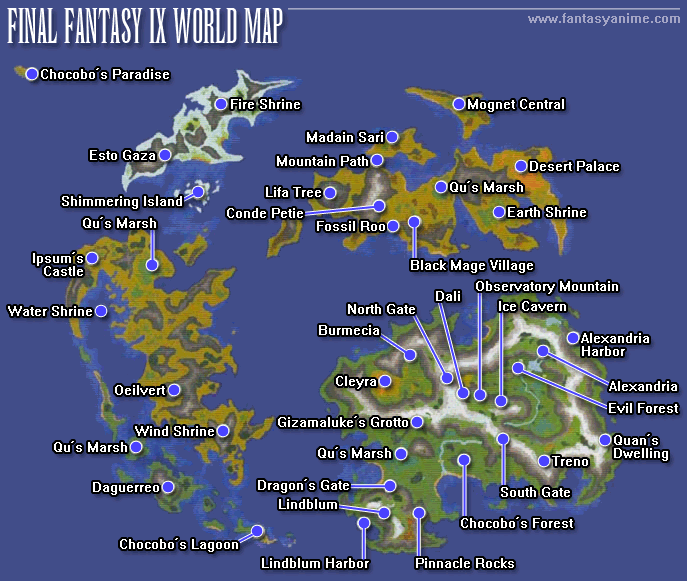 FINAL FANTASY IX WORLD MAP
www.fantasyanime.com
Chocobo´s Paradise
Fire Shrine
Mognet Central
Madain Sari
Esto Gaza
Mountain Path
Desert Palace
Lifa Tree
Qu´s Marsh
Shimmering Island
Conde Petie
Earth Shrine
Qu´s Marsh
Fossil Roo
Ipsum´s
Castle
Black Mage Village
Observatory Mountain
Dali
Ice Cavern
Water Shrine
North Gate
Burmecia
Alexandria
Harbor
Cleyra
Alexandria
Oeilvert
Evil Forest
Gizamaluke´s Grotto
Wind Shrine
Qu´s Marsh
Qu´s Marsh
Quan´s
Dwelling
Treno
Daguerreo
Dragon´s Gate
South Gate
Lindblum
Chocobo´s Forest
Chocobo´s Lagoon
Lindblum Harbor
Pinnacle Rocks